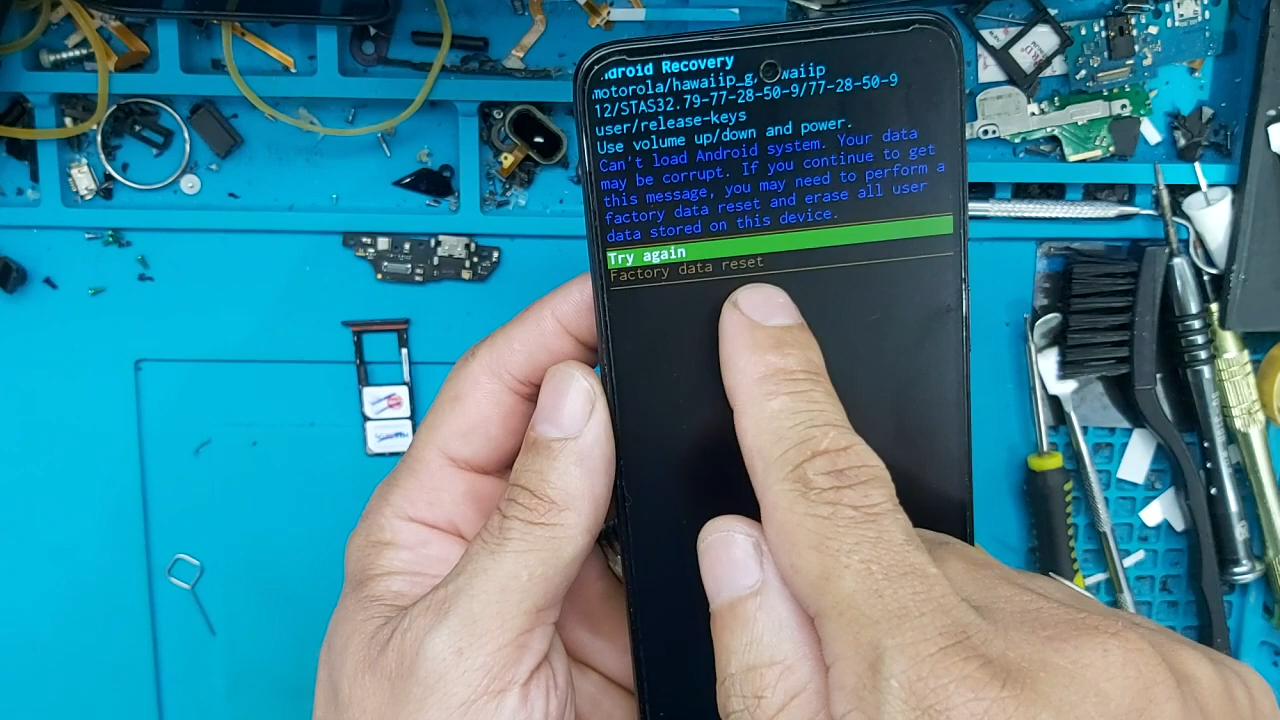 Android Recovery
motorola/hawaiip_g/hawaiip
12/STAS32.79-77-28-50-9/77-28-50-9
user/release-keys
Use volume up/down and power.
Can't load Android system. Your data
may be corrupt. If you continue to get
this message, you may need to perform a
factory data reset and erase all user
data stored on this device.
Try again
Factory data reset